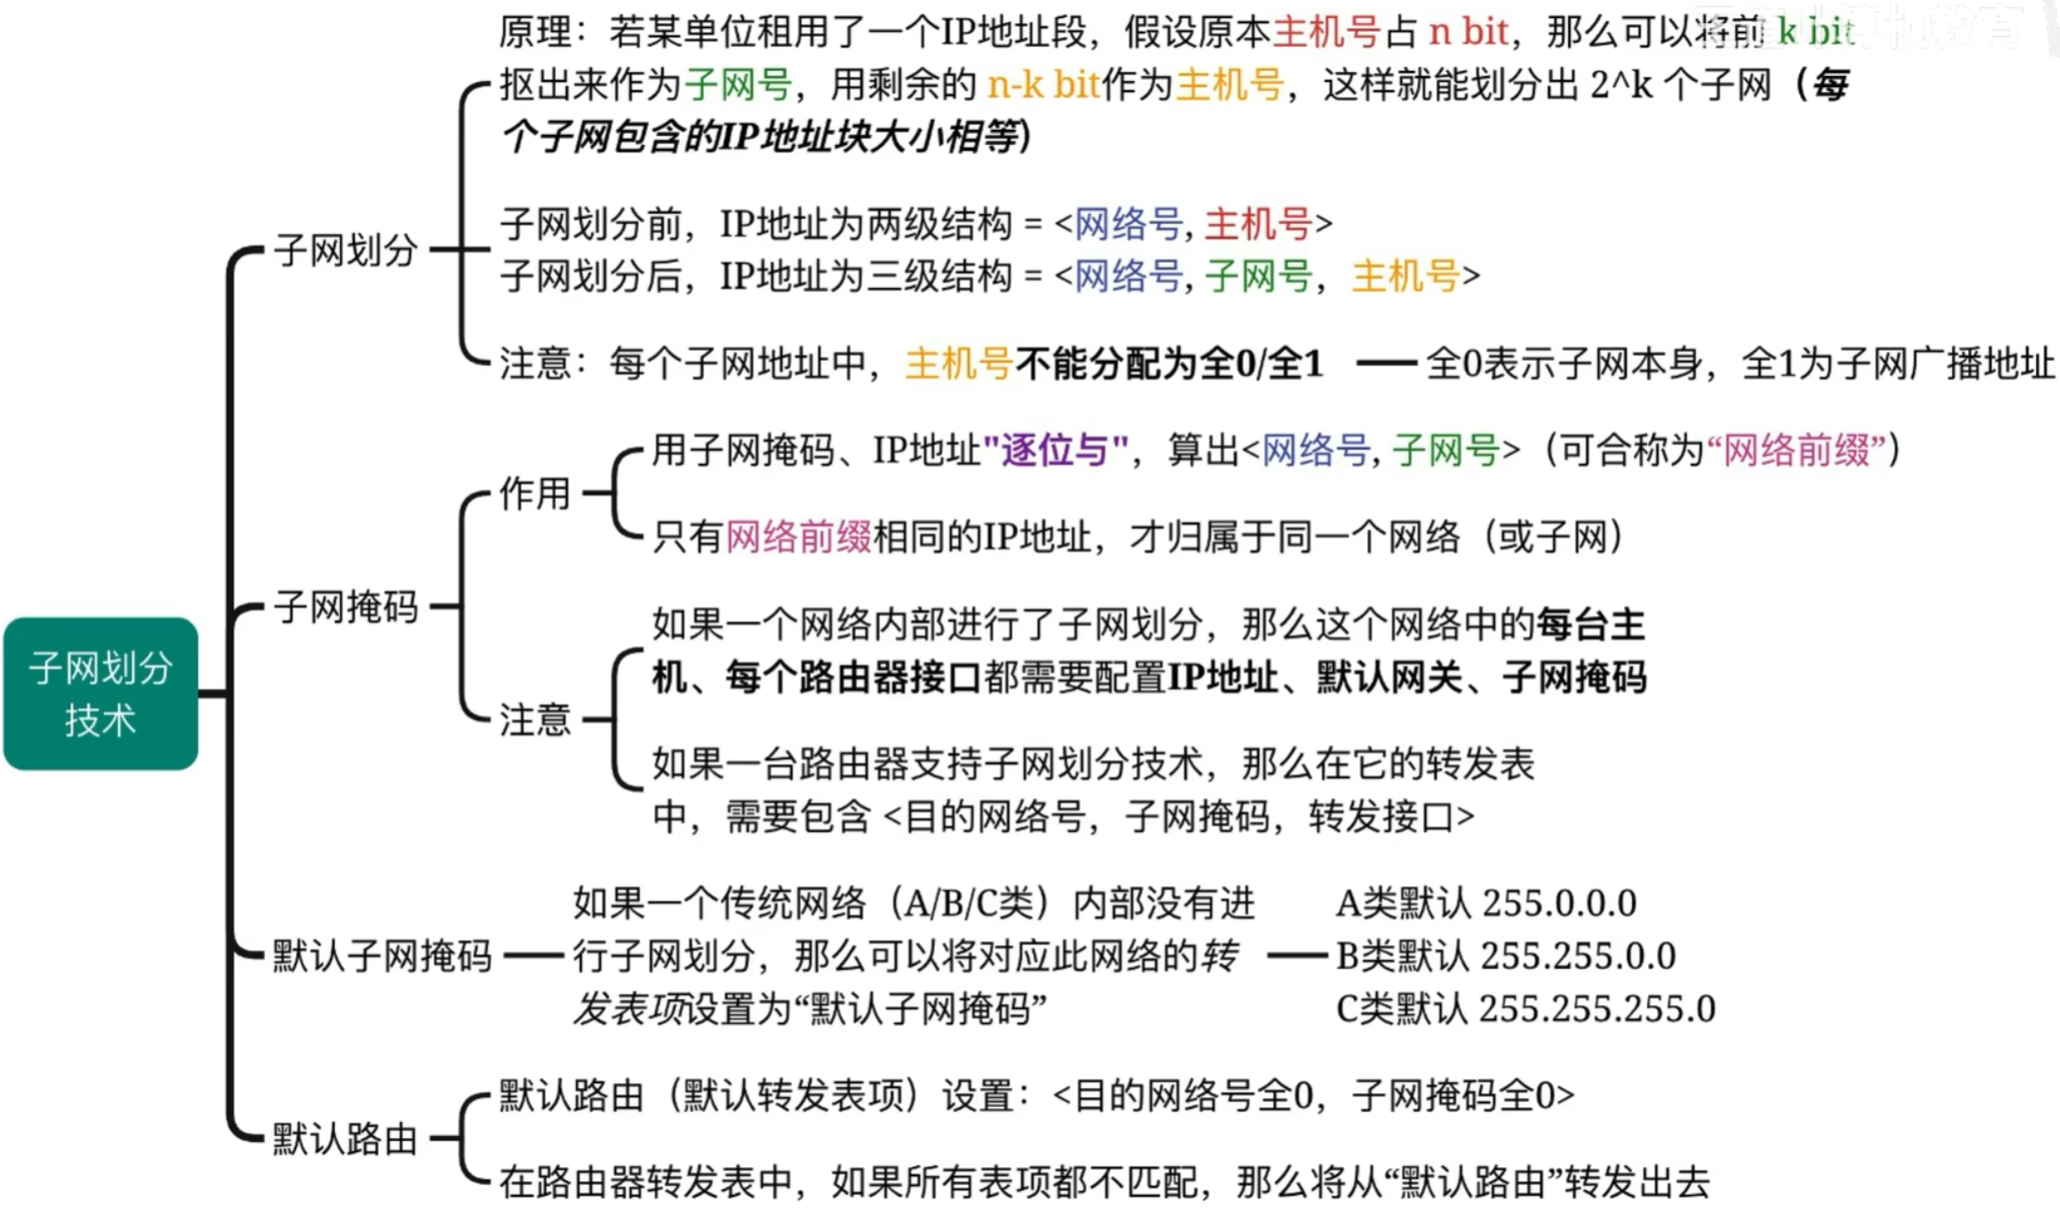 原理：若某单位租用了一个IP地址段，假设原本主机号占 n bit，那么可以将前 k bit
抠出来作为子网号，用剩余的 n-k bit作为主机号，这样就能划分出 2^k 个子网（每
个子网包含的IP地址块大小相等）
子网划分前，IP地址为两级结构 = <网络号, 主机号>
子网划分
子网划分后，IP地址为三级结构 = <网络号, 子网号，主机号>
注意：每个子网地址中，主机号不能分配为全0/全1
全0表示子网本身，全1为子网广播地址
用子网掩码、IP地址"逐位与"，算出<网络号, 子网号>（可合称为“网络前缀”）
作用
只有网络前缀相同的IP地址，才归属于同一个网络（或子网）
子网掩码
如果一个网络内部进行了子网划分，那么这个网络中的每台主
机、每个路由器接口都需要配置IP地址、默认网关、子网掩码
注意
如果一台路由器支持子网划分技术，那么在它的转发表
中，需要包含 <目的网络号，子网掩码，转发接口>
子网划分
技术
如果一个传统网络（A/B/C类）内部没有进
行子网划分，那么可以将对应此网络的转
发表项设置为“默认子网掩码”
默认子网掩码
A类默认 255.0.0.0
B类默认 255.255.0.0
C类默认 255.255.255.0
默认路由（默认转发表项）设置：<目的网络号全0，子网掩码全0>
默认路由
在路由器转发表中，如果所有表项都不匹配，那么将从“默认路由”转发出去